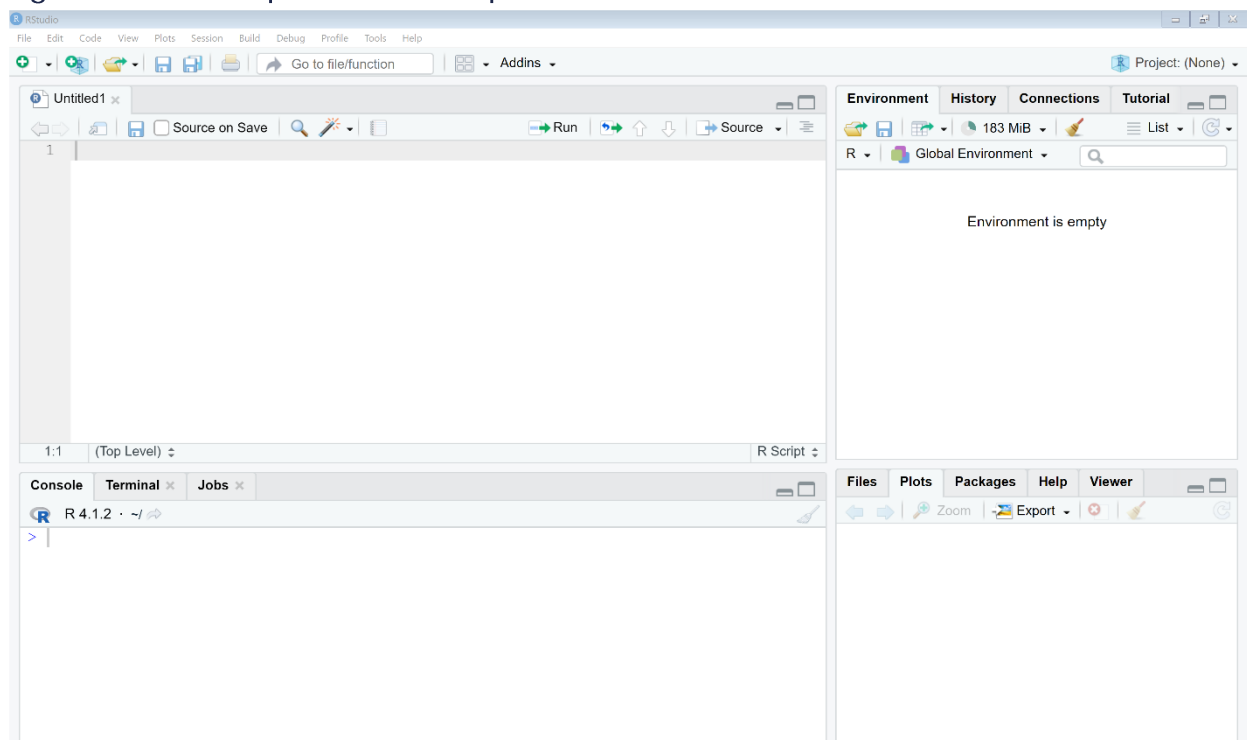 RStudio
File Edit Code View Plots Session Build Debug Profile Tools Help
Go to file/function Addins Project: (None)
Untitled1
Source on Save Run Source
1
1:1 (Top Level) R Script
Console Terminal Jobs
R 4.1.2 · ~/
>
Environment History Connections Tutorial
183 MiB List
R Global Environment
Environment is empty
Files Plots Packages Help Viewer
Zoom Export